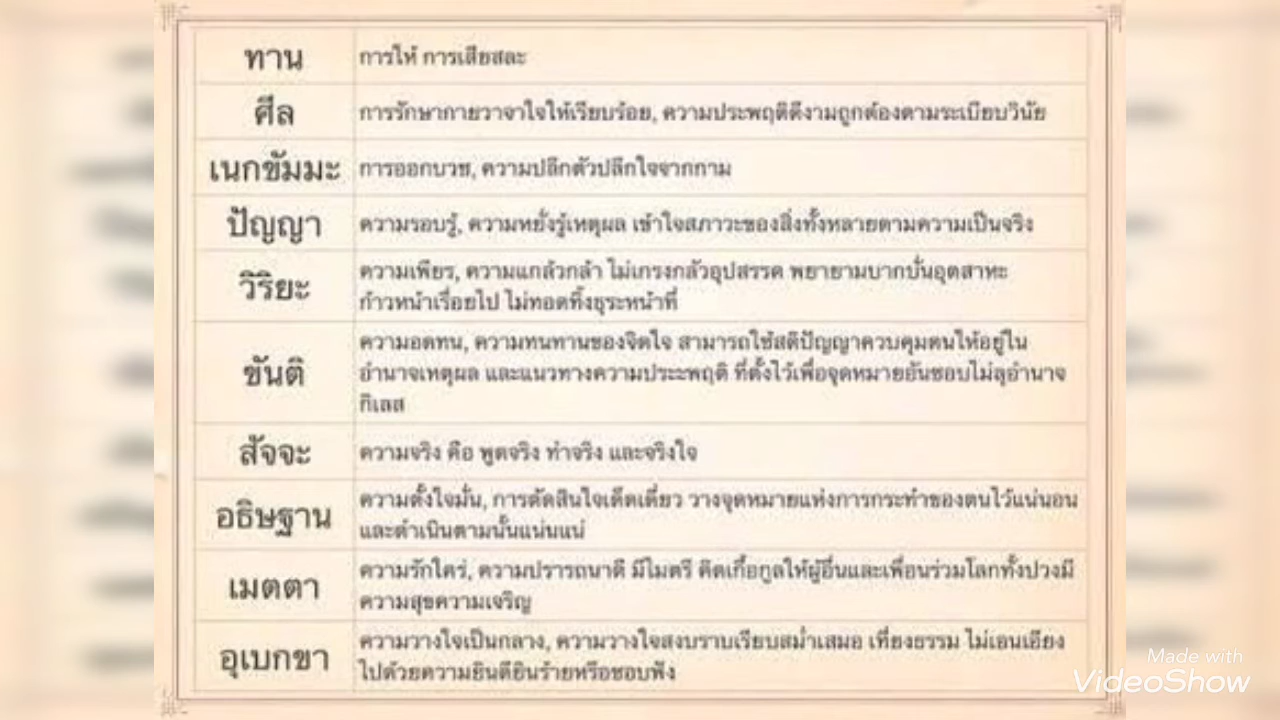 ทาน การให้ การเสียสละ
ศีล การรักษากายวาจาใจให้เรียบร้อย, ความประพฤติดีงามถูกต้องตามระเบียบวินัย
เนกขัมมะ การออกบวช, ความปลีกตัวปลีกใจจากกาม
ปัญญา ความรอบรู้, ความหยั่งรู้เหตุผล เข้าใจสภาวะของสิ่งทั้งหลายตามความเป็นจริง
วิริยะ ความเพียร, ความแกล้วกล้า ไม่เกรงกลัวอุปสรรค พยายามบากบั่นอุตสาหะ
ก้าวหน้าเรื่อยไป ไม่ทอดทิ้งธุระหน้าที่
ขันติ ความอดทน, ความทนทานของจิตใจ สามารถใช้สติปัญญาควบคุมตนให้อยู่ใน
อำนาจเหตุผล และแนวทางความประะพฤติ ที่ตั้งไว้เพื่อจุดหมายอันชอบไม่ลุอำนาจ
กิเลส
สัจจะ ความจริง คือ พูดจริง ทำจริง และจริงใจ
อธิษฐาน ความตั้งใจมั่น, การตัดสินใจเด็ดเดี่ยว วางจุดหมายแห่งการกระทำของตนไว้แน่นอน
และดำเนินตามนั้นแน่นแน่
เมตตา ความรักใคร่, ความปรารถนาดี มีไมตรี คิดเกื้อกูลให้ผู้อื่นและเพื่อนร่วมโลกทั้งปวงมี
ความสุขความเจริญ
อุเบกขา ความวางใจเป็นกลาง, ความวางใจสงบราบเรียบสม่ำเสมอ เที่ยงธรรม ไม่เอนเอียง
ไปด้วยความยินดียินร้ายหรือชอบพัง
Made with
VideoShow